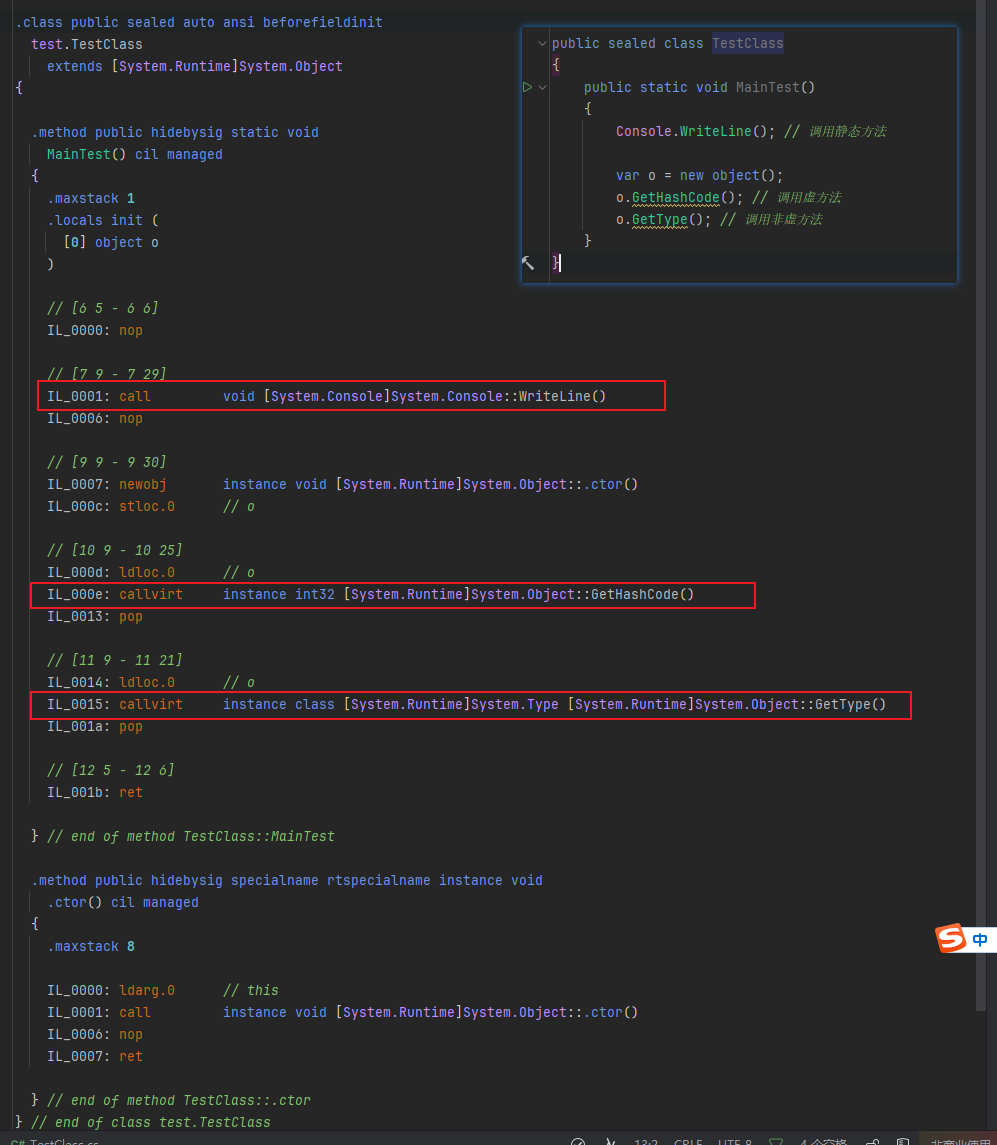 .class public sealed auto ansi beforefieldinit
test.TestClass
extends [System.Runtime]System.Object
{
.method public hidebysig static void
MainTest() cil managed
{
.maxstack 1
.locals init (
[0] object o
)
// [6 5 - 6 6]
IL_0000: nop
// [7 9 - 7 29]
IL_0001: call void [System.Console]System.Console::WriteLine()
IL_0006: nop
// [9 9 - 9 30]
IL_0007: newobj instance void [System.Runtime]System.Object::.ctor()
IL_000c: stloc.0 // o
// [10 9 - 10 25]
IL_000d: ldloc.0 // o
IL_000e: callvirt instance int32 [System.Runtime]System.Object::GetHashCode()
IL_0013: pop
// [11 9 - 11 21]
IL_0014: ldloc.0 // o
IL_0015: callvirt instance class [System.Runtime]System.Type [System.Runtime]System.Object::GetType()
IL_001a: pop
// [12 5 - 12 6]
IL_001b: ret
} // end of method TestClass::MainTest
.method public hidebysig specialname rtspecialname instance void
.ctor() cil managed
{
.maxstack 8
IL_0000: ldarg.0 // this
IL_0001: call instance void [System.Runtime]System.Object::.ctor()
IL_0006: nop
IL_0007: ret
} // end of method TestClass::.ctor
} // end of class test.TestClass
public sealed class TestClass
{
public static void MainTest()
{
Console.WriteLine(); // 调用静态方法
var o = new object();
o.GetHashCode(); // 调用虚方法
o.GetType(); // 调用非虚方法
}
}
S 中
C# TestClass.cs 13:2 CRLF UTF-8 4 个空格 非商业使用